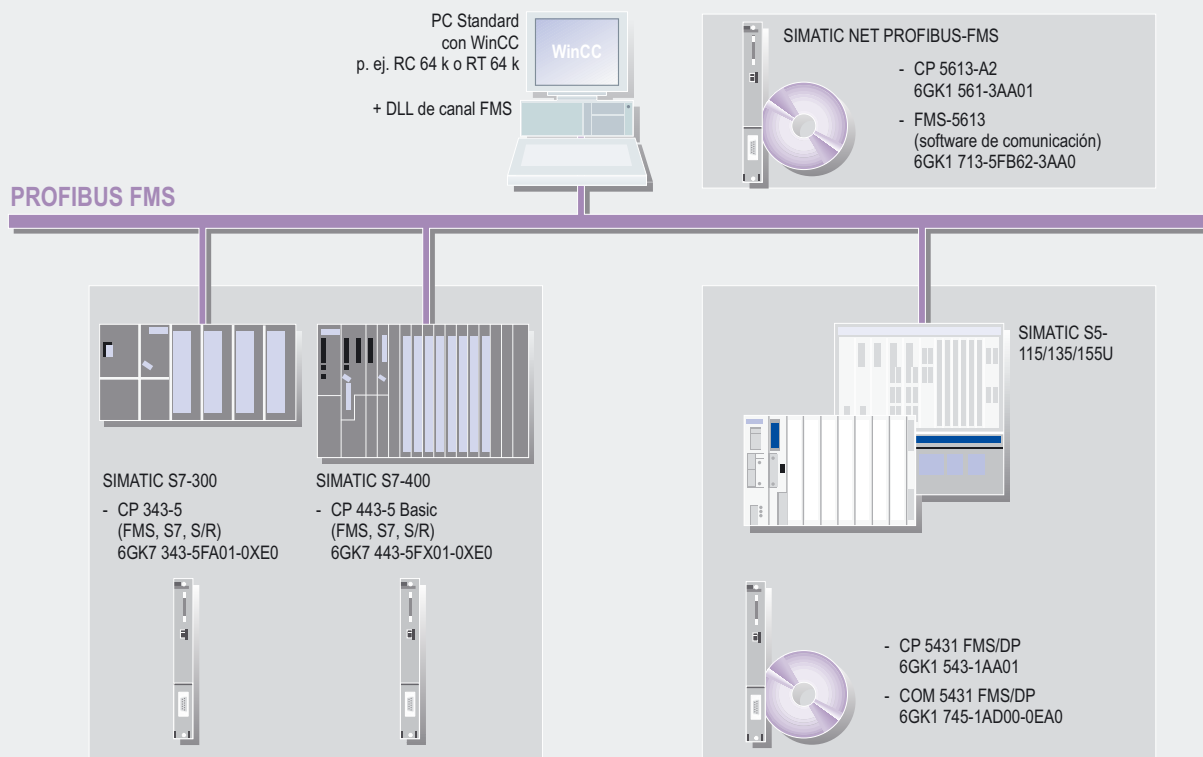 PC Standard
con WinCC
p. ej. RC 64 k o RT 64 k
+ DLL de canal FMS
WinCC
SIMATIC NET PROFIBUS-FMS
- CP 5613-A2
6GK1 561-3AA01
- FMS-5613
(software de comunicación)
6GK1 713-5FB62-3AA0
PROFIBUS FMS
SIMATIC S7-300
- CP 343-5
(FMS, S7, S/R)
6GK7 343-5FA01-0XE0
SIMATIC S7-400
- CP 443-5 Basic
(FMS, S7, S/R)
6GK7 443-5FX01-0XE0
SIMATIC S5-
115/135/155U
- CP 5431 FMS/DP
6GK1 543-1AA01
- COM 5431 FMS/DP
6GK1 745-1AD00-0EA0